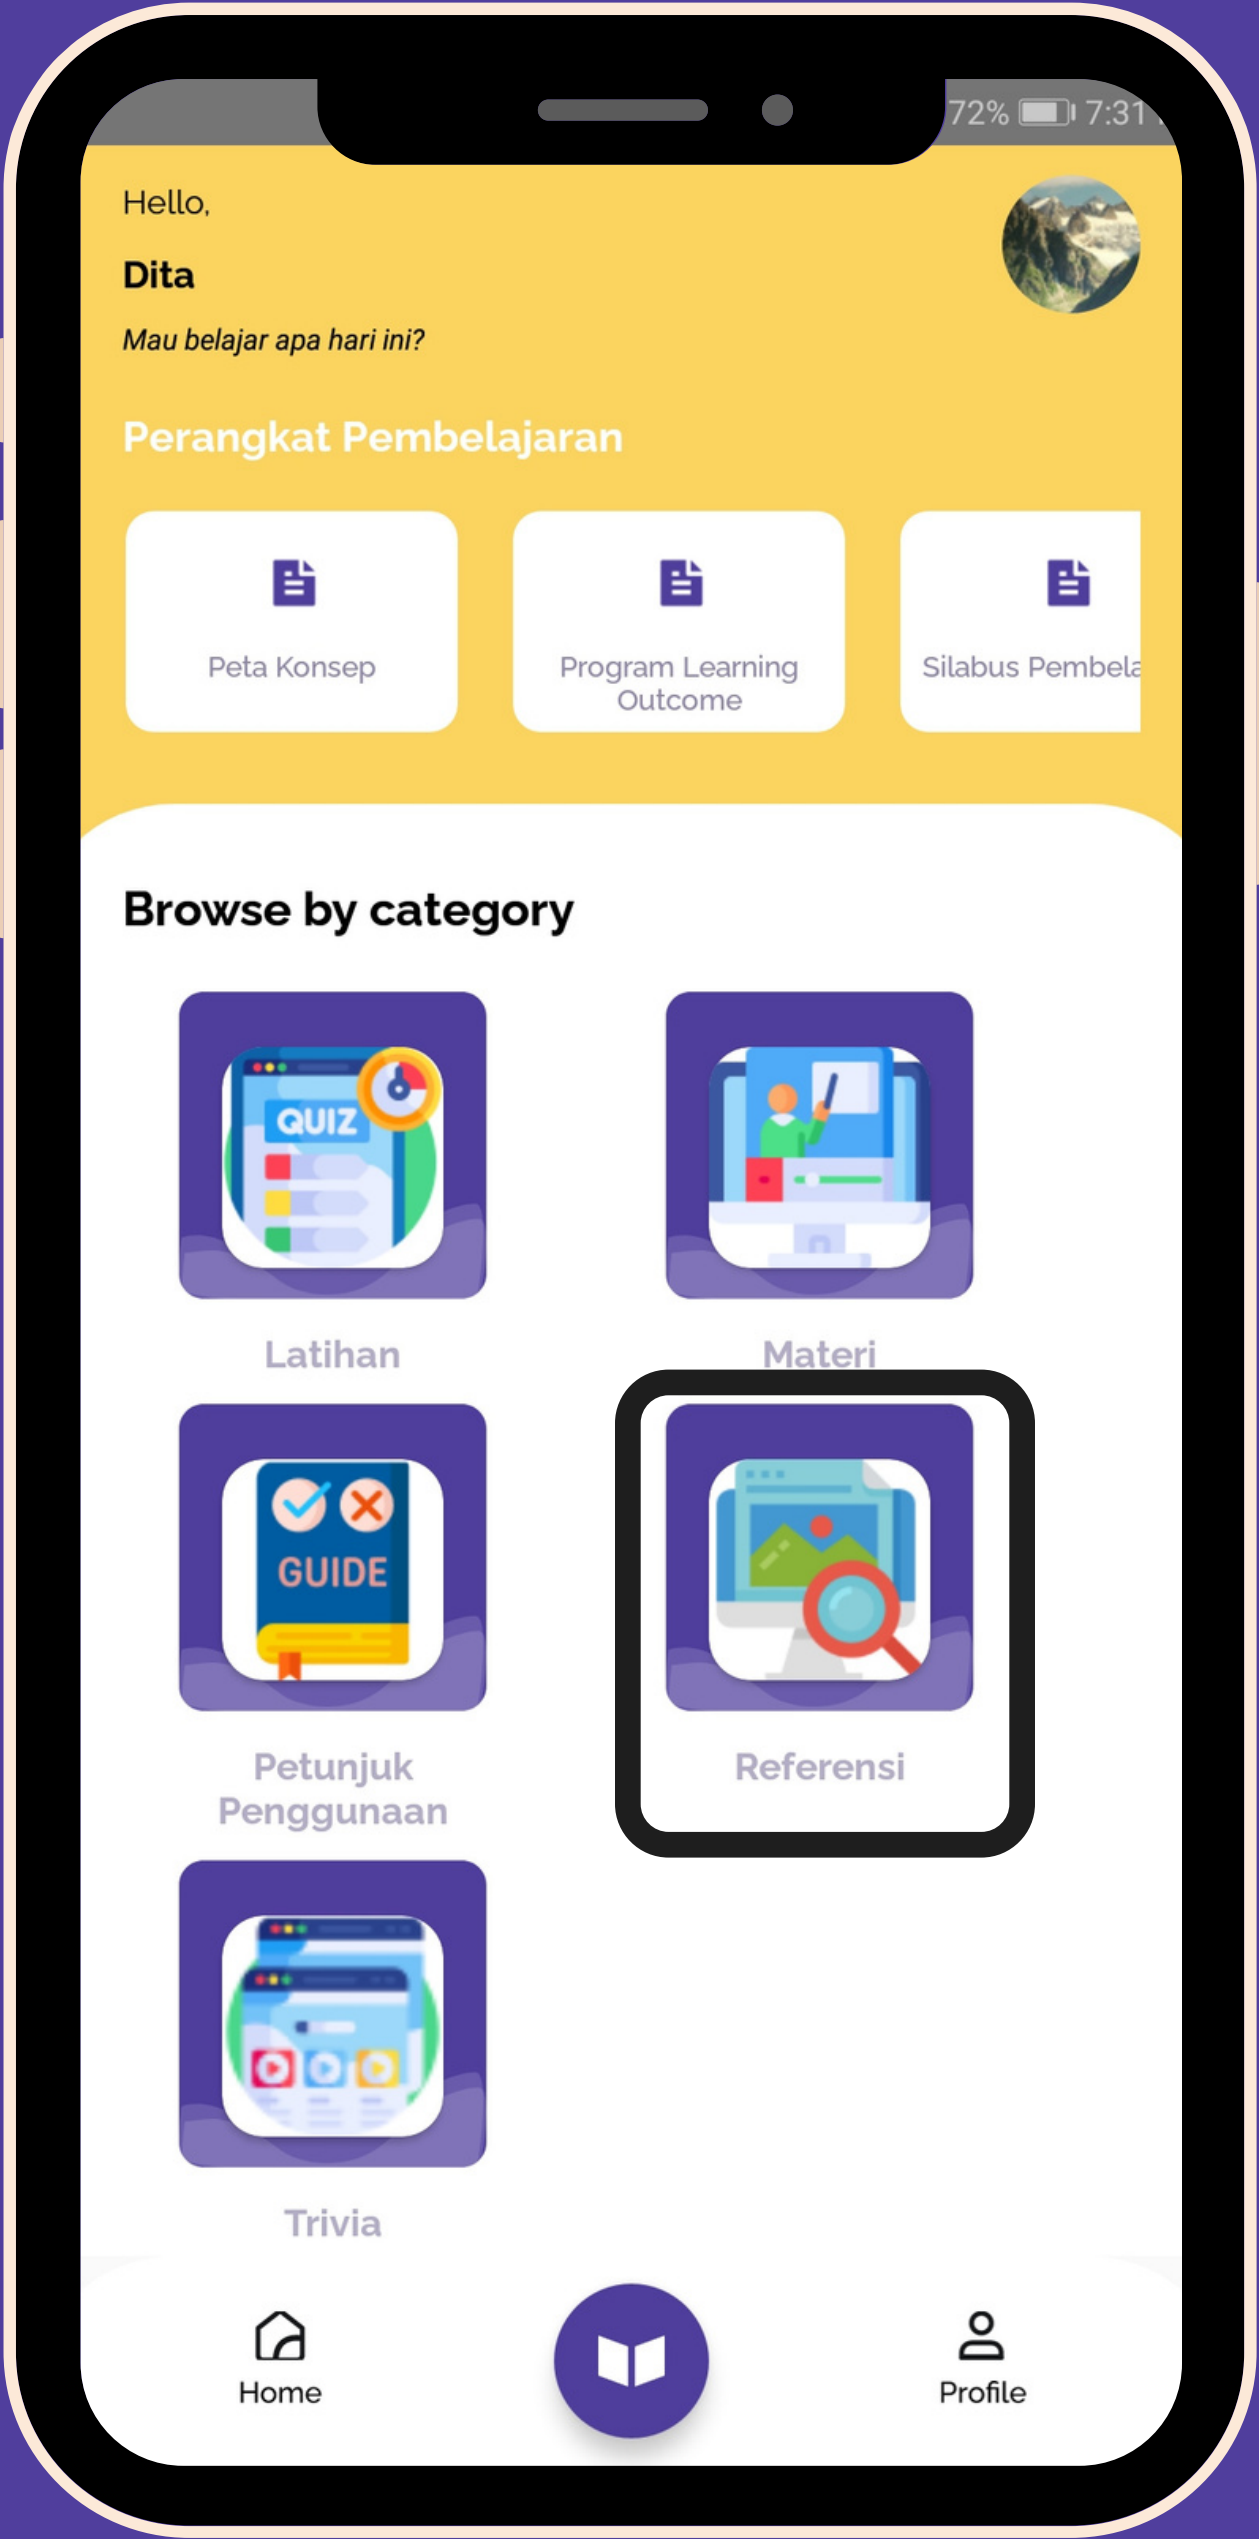 72% 7:31
Hello,
Dita
Mau belajar apa hari ini?
Perangkat Pembelajaran
Peta Konsep
Program Learning
Outcome
Silabus
Browse by category
QUIZ
Latihan
Materi
GUIDE
Petunjuk
Penggunaan
Referensi
Trivia
Home
Profile